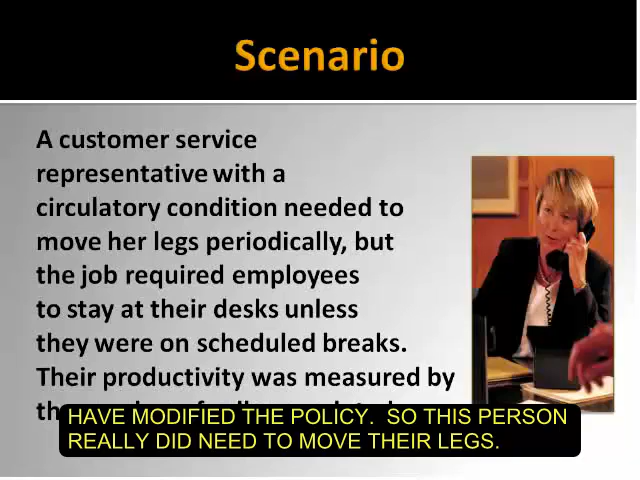 Scenario
A customer service
representative with a
circulatory condition needed to
move her legs periodically, but
the job required employees
to stay at their desks unless
they were on scheduled breaks.
Their productivity was measured by
HAVE MODIFIED THE POLICY.  SO THIS PERSON
REALLY DID NEED TO MOVE THEIR LEGS.